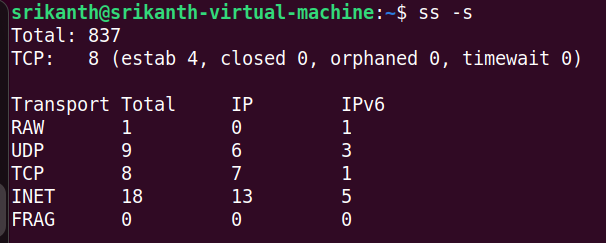 srikanth@srikanth-virtual-machine:~$ ss -s
Total: 837
TCP:   8 (estab 4, closed 0, orphaned 0, timewait 0)

Transport Total     IP        IPv6
RAW       1         0         1
UDP       9         6         3
TCP       8         7         1
INET      18        13        5
FRAG      0         0         0